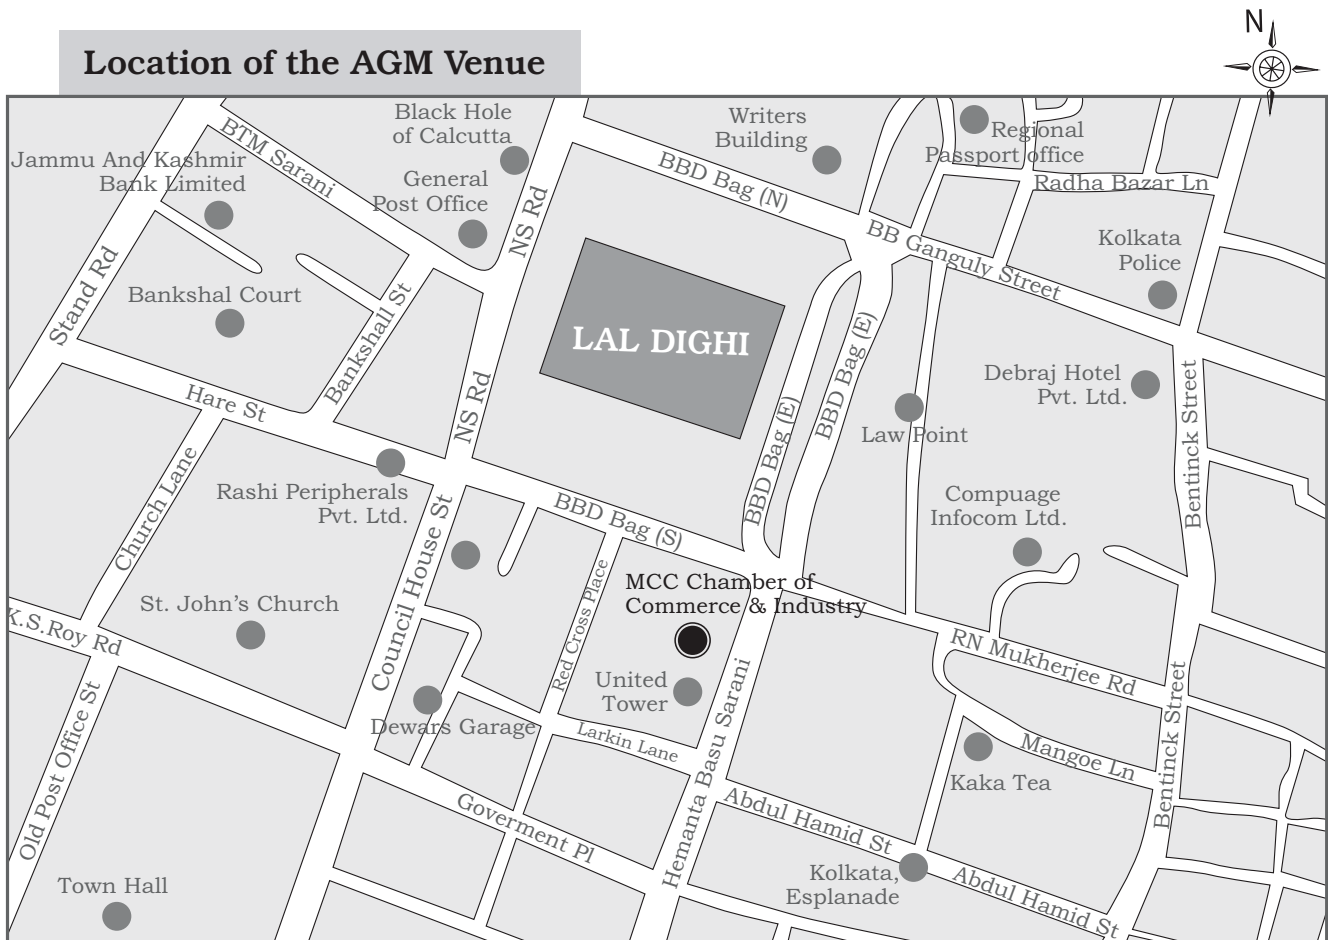 N
Location of the AGM Venue
Black Hole
of Calcutta
Writers
Building
Regional
Passport office
BTM Sarani
Jammu And Kashmir
Bank Limited
General
Post Office
BBD Bag (N)
Radha Bazar Ln
NS Rd
BB Ganguly Street
Kolkata
Police
Stand Rd
Bankshal Court
Bankshall St
LAL DIGHI
BBD Bag (E)
BBD Bag (E)
Debraj Hotel
Pvt. Ltd.
Bentinck Street
Hare St
NS Rd
Law Point
Church Lane
Rashi Peripherals
Pvt. Ltd.
BBD Bag (S)
Compuage
Infocom Ltd.
Council House St
Red Cross Place
MCC Chamber of
Commerce & Industry
St. John’s Church
K.S.Roy Rd
RN Mukherjee Rd
United
Tower
Hemanta Basu Sarani
Bentinck Street
Old Post Office St
Dewars Garage
Larkin Lane
Mangoe Ln
Kaka Tea
Goverment Pl
Abdul Hamid St
Kolkata,
Esplanade
Abdul Hamid St
Town Hall